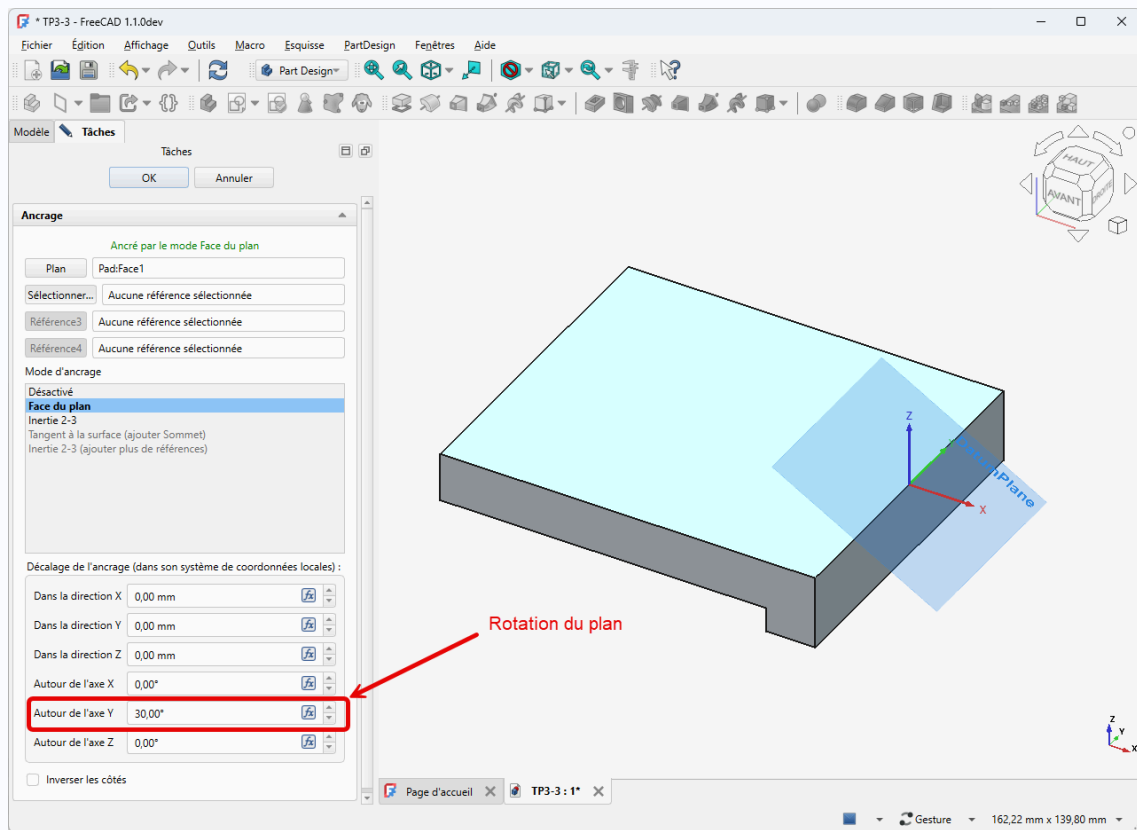 * TP3-3 - FreeCAD 1.1.0dev
Fichier Édition Affichage Outils Macro Esquisse PartDesign Fenêtres Aide
Part Design
Modèle Tâches
Tâches
OK Annuler
Ancrage
Ancré par le mode Face du plan
Plan Pad:Face1
Sélectionner... Aucune référence sélectionnée
Référence3 Aucune référence sélectionnée
Référence4 Aucune référence sélectionnée
Mode d'ancrage
Désactivé
Face du plan
Inertie 2-3
Tangent à la surface (ajouter Sommet)
Inertie 2-3 (ajouter plus de références)
Décalage de l'ancrage (dans son système de coordonnées locales) :
Dans la direction X 0,00 mm
Dans la direction Y 0,00 mm
Dans la direction Z 0,00 mm
Autour de l'axe X 0,00°
Autour de l'axe Y 30,00°
Autour de l'axe Z 0,00°
Inverser les côtés
HAUT
AVANT
DROITE
Z
X
Rotation du plan
Z
Y
X
Page d'accueil TP3-3 : 1*
Gesture 162,22 mm x 139,80 mm